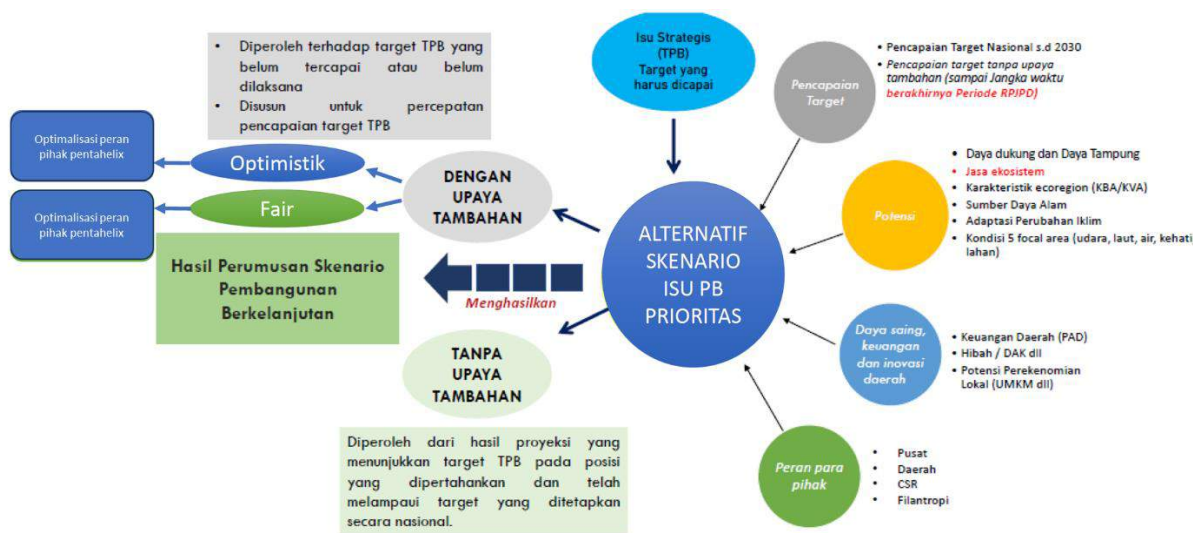 • Diperoleh terhadap target TPB yang
belum tercapai atau belum
dilaksana
• Disusun untuk percepatan
pencapaian target TPB
Isu Strategis
(TPB)
Target yang
harus dicapai
Pencapaian
Target
• Pencapaian Target Nasional s.d 2030
• Pencapaian target tanpa upaya
tambahan (sampai Jangka waktu
berakhirnya Periode RPJPD)
Optimalisasi peran
pihak pentahelix
Optimistik
Optimalisasi peran
pihak pentahelix
Fair
DENGAN
UPAYA
TAMBAHAN
Hasil Perumusan Skenario
Pembangunan
Berkelanjutan
Menghasilkan
ALTERNATIF
SKENARIO
ISU PB
PRIORITAS
Potensi
• Daya dukung dan Daya Tampung
• Jasa ekosistem
• Karakteristik ecoregion (KBA/KVA)
• Sumber Daya Alam
• Adaptasi Perubahan Iklim
• Kondisi 5 focal area (udara, laut, air, kehati,
lahan)
TANPA
UPAYA
TAMBAHAN
Daya saing,
keuangan
dan inovasi
daerah
• Keuangan Daerah (PAD)
• Hibah / DAK dll
• Potensi Perekonomian
Lokal (UMKM dll)
Diperoleh dari hasil proyeksi yang
menunjukkan target TPB pada posisi
yang dipertahankan dan telah
melampaui target yang ditetapkan
secara nasional.
Peran para
pihak
• Pusat
• Daerah
• CSR
• Filantropi